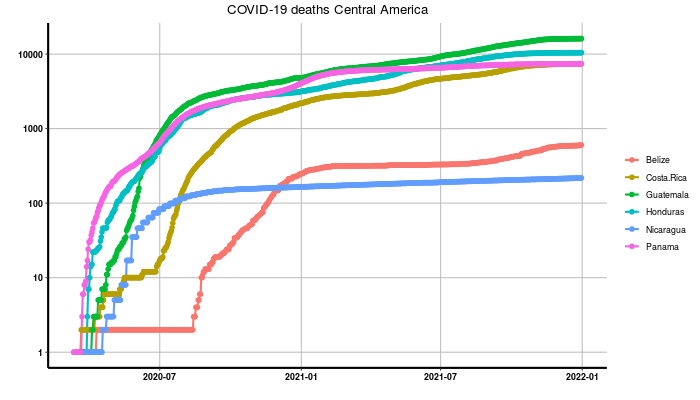 COVID-19 deaths Central America
10000
1000
100
10
1
2020-07
2021-01
2021-07
2022-01
Belize
Costa.Rica
Guatemala
Honduras
Nicaragua
Panama